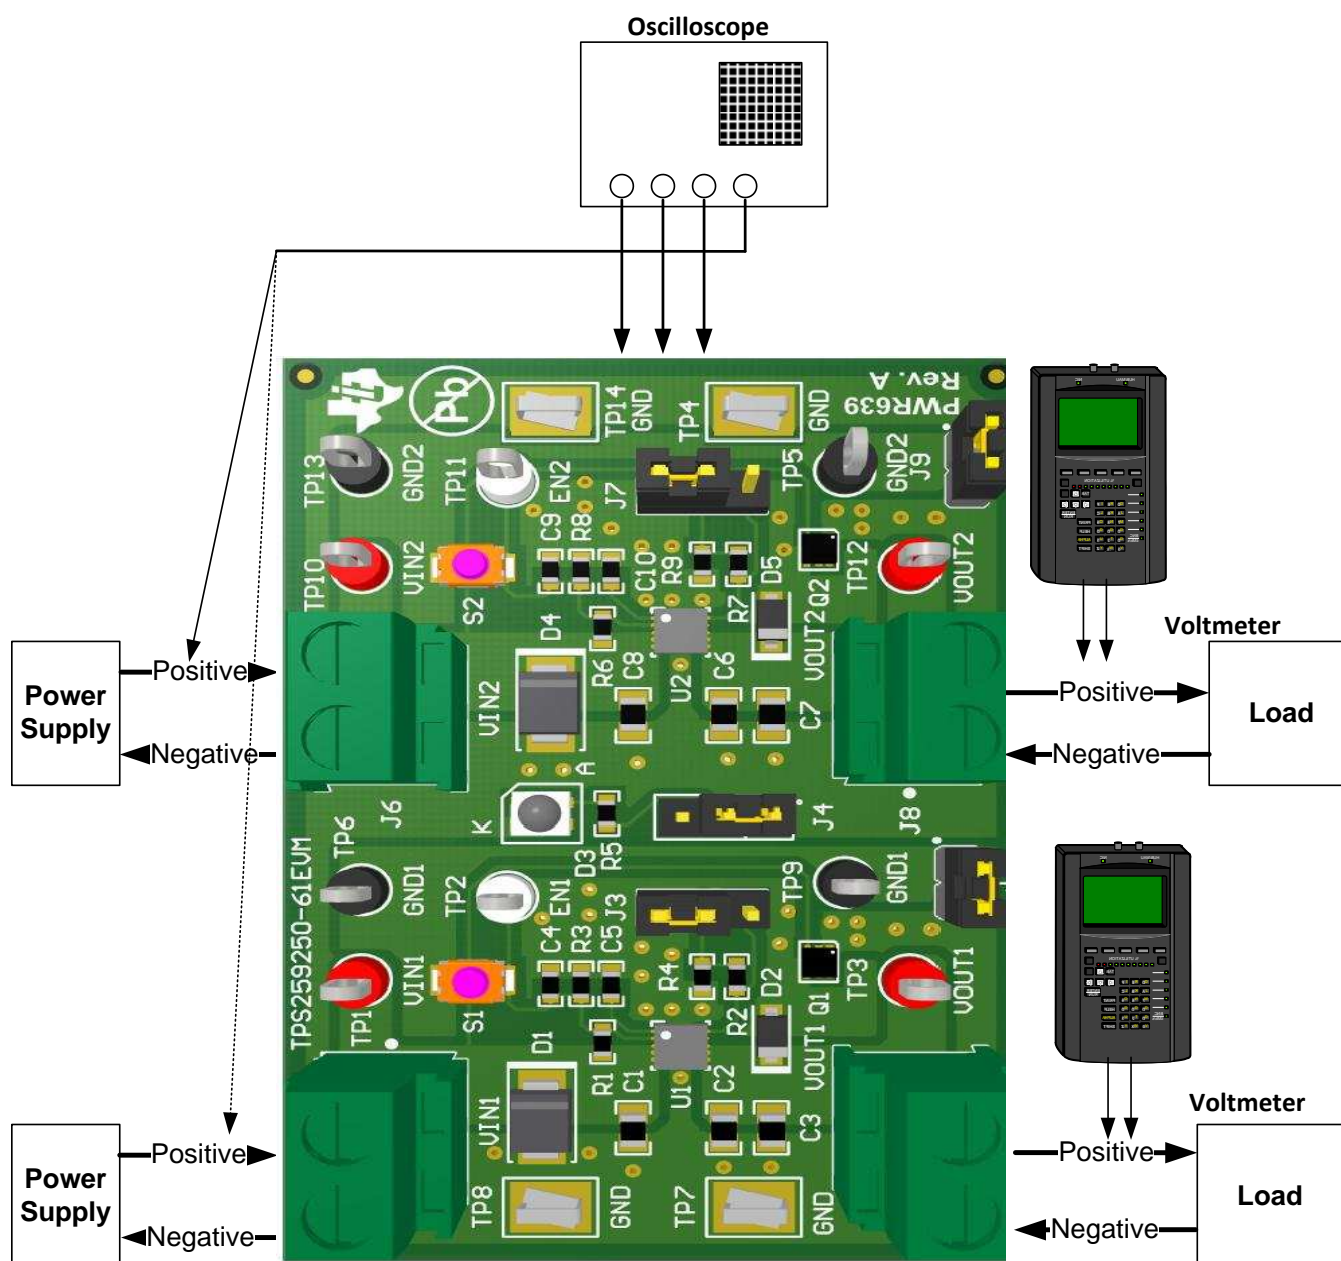 Oscilloscope
PWR639
Rev. A
Pb
TP14
GND
TP4
GND
TP13
GND2
TP11
EN2
J7
TP5
GND2
J9
TP10
VIN2
S2
C9
R8
C10
R9
D5
R7
Q2
TP12
VOUT2
D4
R6
C8
U2
C6
VOUT2
C7
VIN2
Power
Supply
Positive
Negative
Voltmeter
Positive
Negative
Load
J6
A
K
D3
R5
J4
J8
TPS259250-61EVM
TP6
GND1
TP2
EN1
J3
TP9
GND1
TP1
VIN1
S1
C4
R3
C5
R4
D2
R2
Q1
TP3
VOUT1
D1
R1
C1
U1
C2
VOUT1
C3
VIN1
Power
Supply
Positive
Negative
Voltmeter
Positive
Negative
Load
TP8
GND
TP7
GND